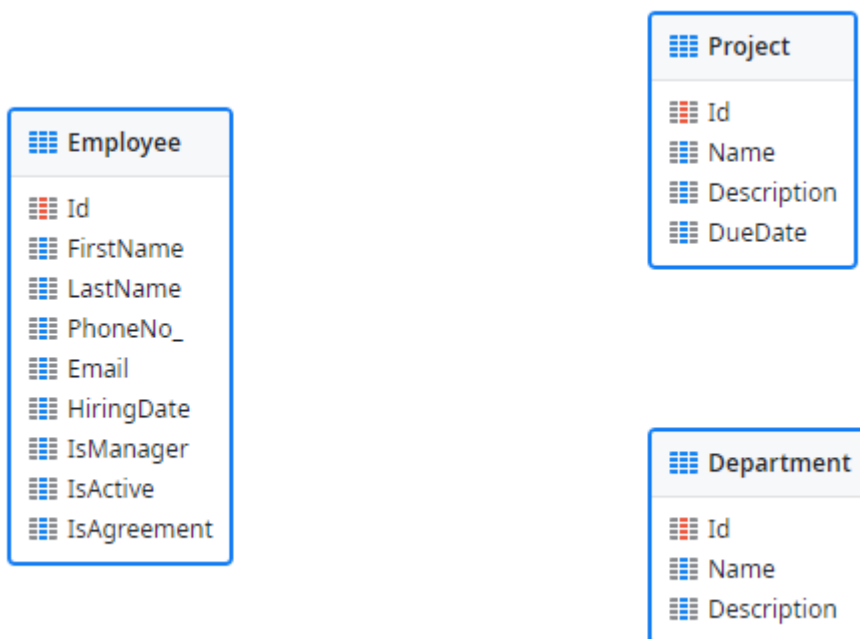 Employee
Id
FirstName
LastName
PhoneNo_
Email
HiringDate
IsManager
IsActive
IsAgreement
Project
Id
Name
Description
DueDate
Department
Id
Name
Description